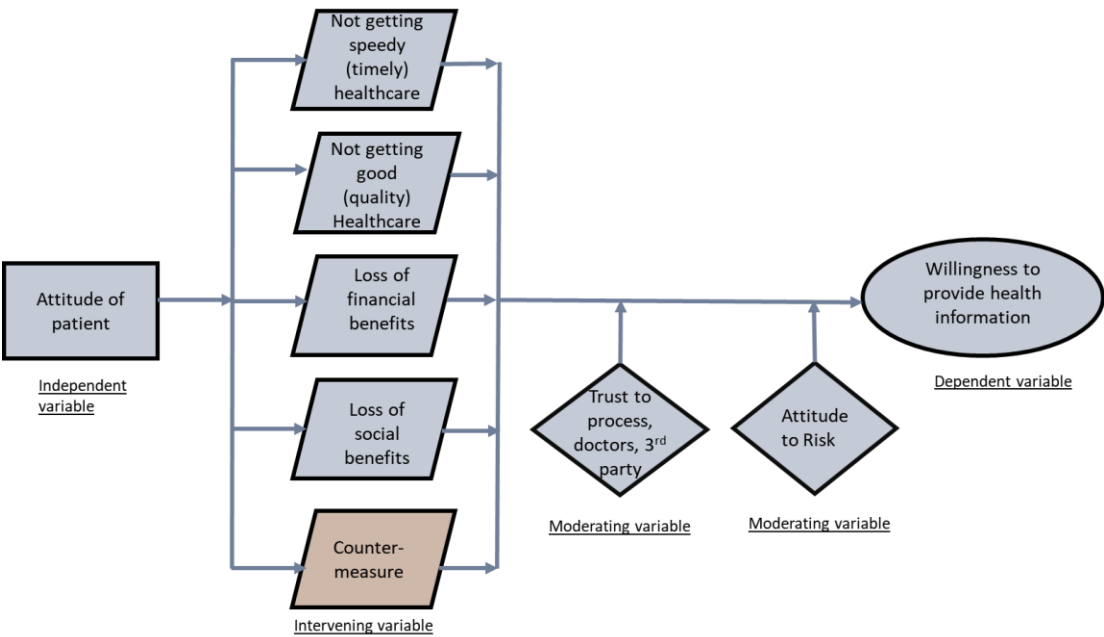 Not getting
speedy
(timely)
healthcare
Not getting
good
(quality)
Healthcare
Attitude of
patient
Independent
variable
Loss of
financial
benefits
Loss of
social
benefits
Counter-
measure
Intervening variable
Trust to
process,
doctors, 3rd
party
Moderating variable
Attitude
to Risk
Moderating variable
Willingness to
provide health
information
Dependent variable